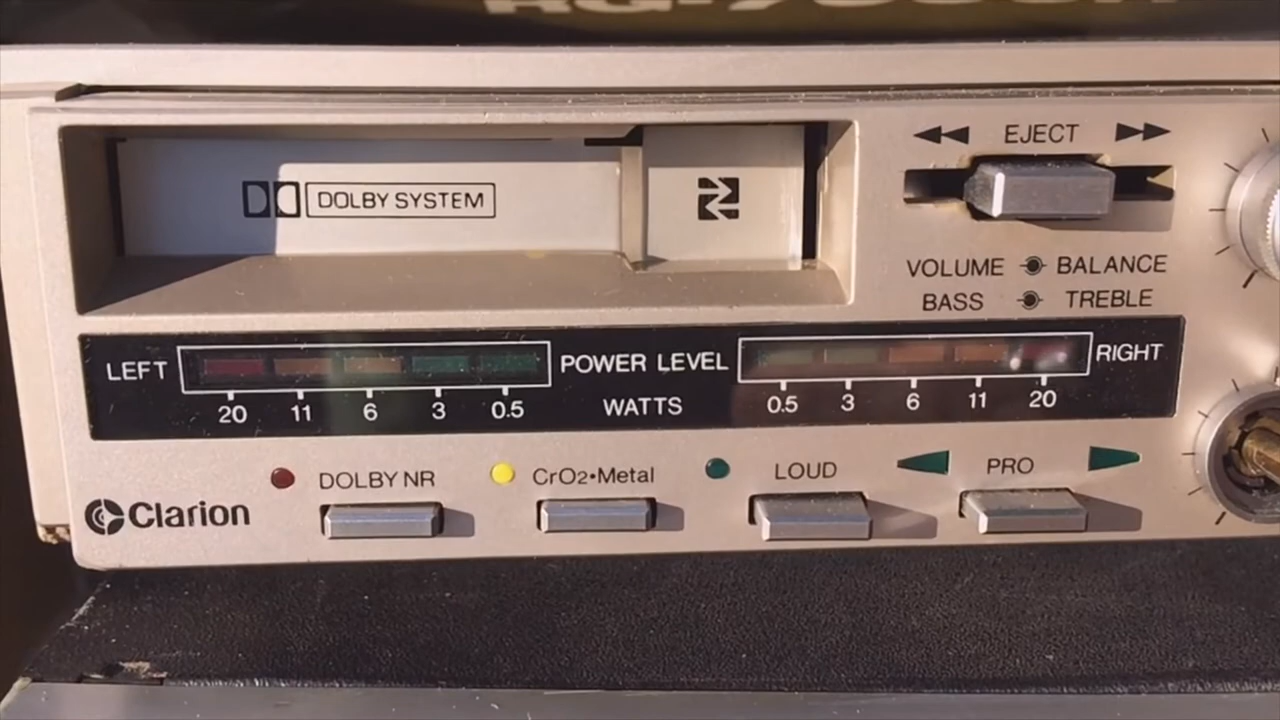 EJECT
DOLBY SYSTEM
VOLUME BALANCE
BASS TREBLE
LEFT POWER LEVEL RIGHT
20 11 6 3 0.5 WATTS 0.5 3 6 11 20
DOLBY NR CrO2•Metal LOUD PRO
Clarion